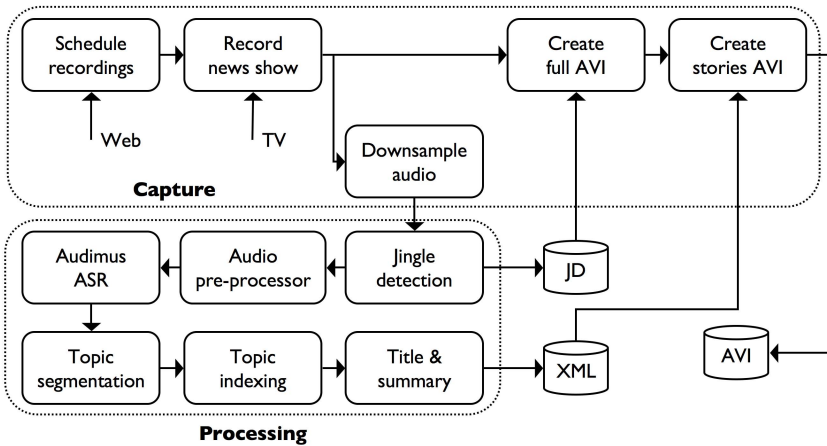 Schedule
recordings
Record
news show
Create
full AVI
Create
stories AVI
Web
TV
Downsample
audio
Capture
Audimus
ASR
Audio
pre-processor
Jingle
detection
JD
Topic
segmentation
Topic
indexing
Title &
summary
XML
AVI
Processing